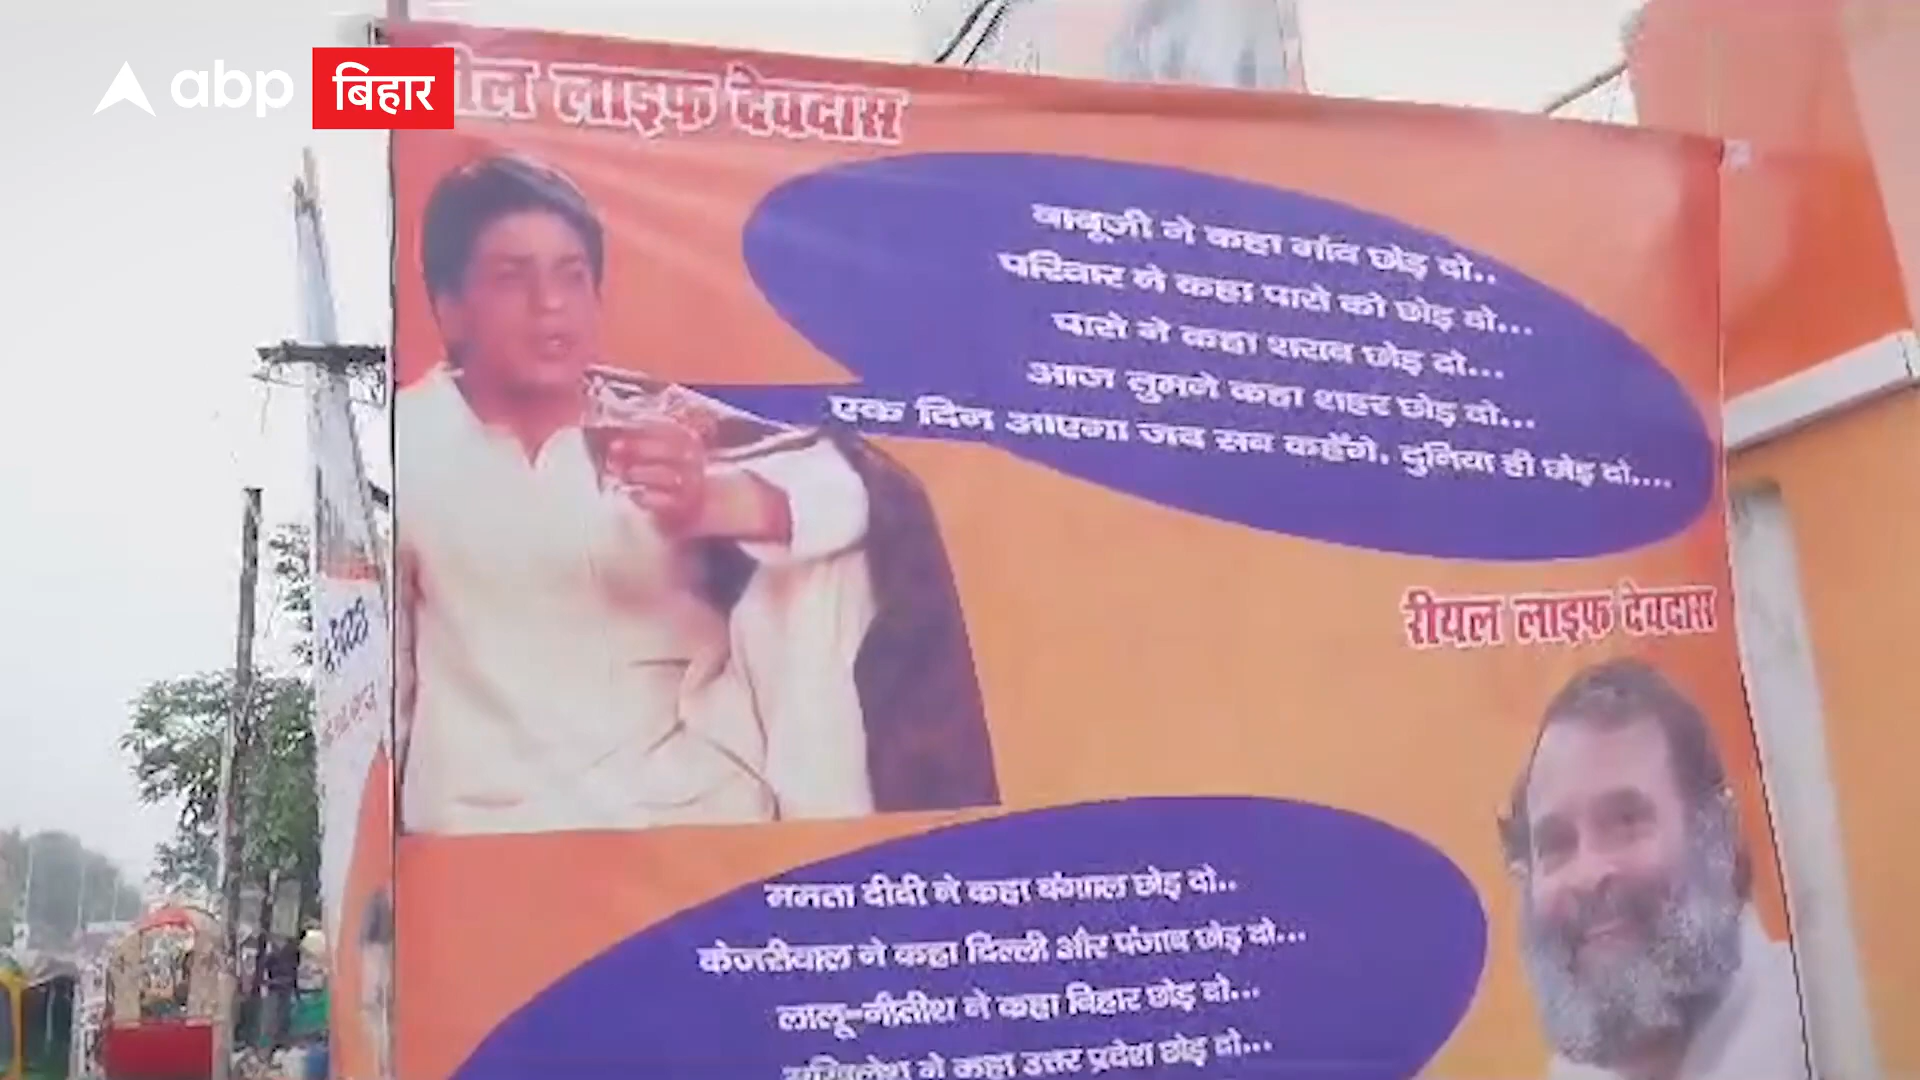 abp बिहार
रील लाइफ देवदास
बाबूजी ने कहा गाँव छोड़ दो..
परिवार ने कहा पारो को छोड़ दो...
पारो ने कहा शराब छोड़ दो...
आज तुमने कहा शहर छोड़ दो...
एक दिन आएगा जब सब कहेंगे, दुनिया ही छोड़ दो....
रीयल लाइफ देवदास
ममता दीदी ने कहा बंगाल छोड़ दो..
केजरीवाल ने कहा दिल्ली और पंजाब छोड़ दो...
लालू-नीतीश ने कहा बिहार छोड़ दो...
अखिलेश ने कहा उत्तर प्रदेश छोड़ दो...